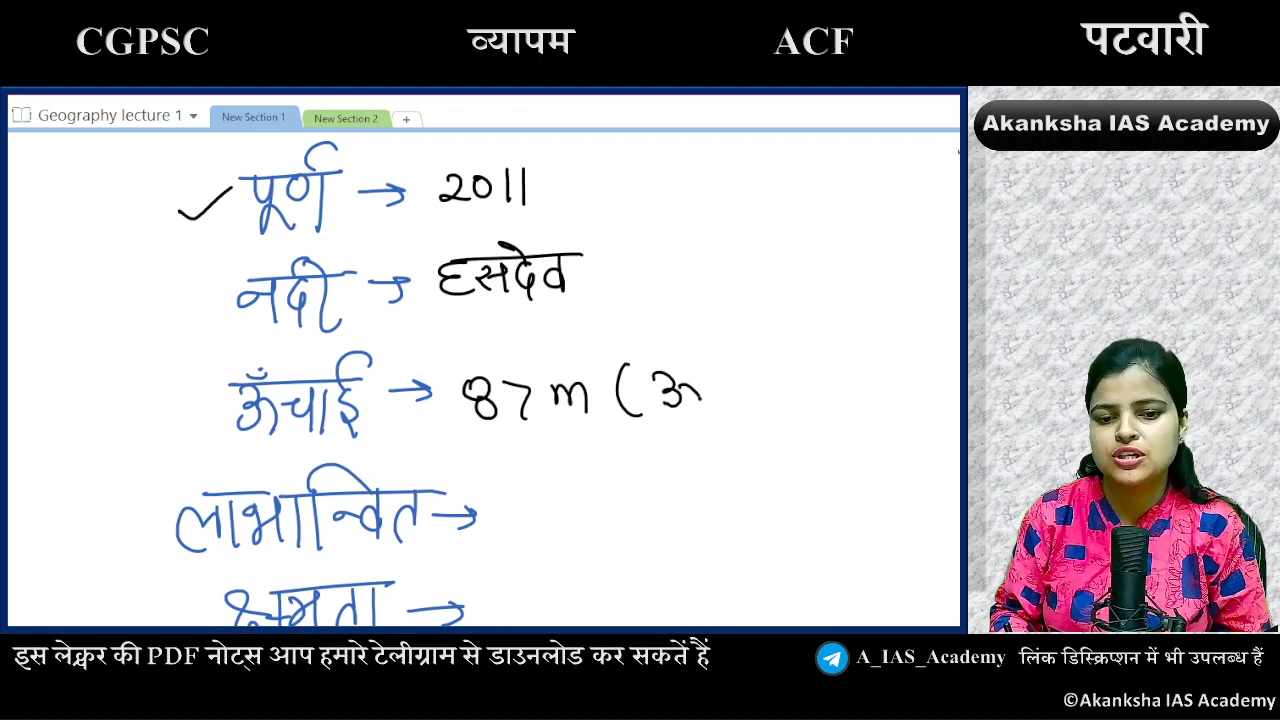 CGPSC व्यापम ACF पटवारी
Geography lecture 1 New Section 1 New Section 2 +
Akanksha IAS Academy
पूर्ण → 2011
नदी → हसदेव
ऊँचाई → 87 m ( ऊ
लाभान्वित →
क्षमता →
इस लेक्चर की PDF नोट्स आप हमारे टेलीग्राम से डाउनलोड कर सकतें हैं A_IAS_Academy लिंक डिस्क्रिप्शन में भी उपलब्ध हैं
©Akanksha IAS Academy